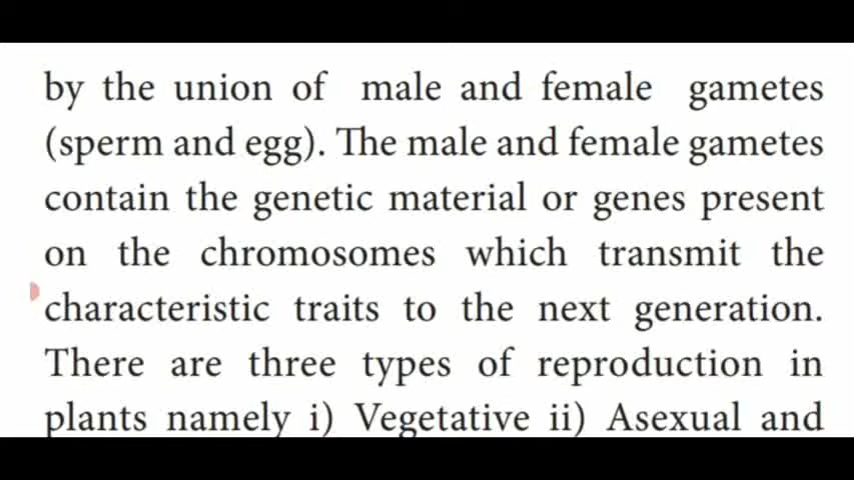 by the union of male and female gametes
(sperm and egg). The male and female gametes
contain the genetic material or genes present
on the chromosomes which transmit the
characteristic traits to the next generation.
There are three types of reproduction in
plants namely i) Vegetative ii) Asexual and